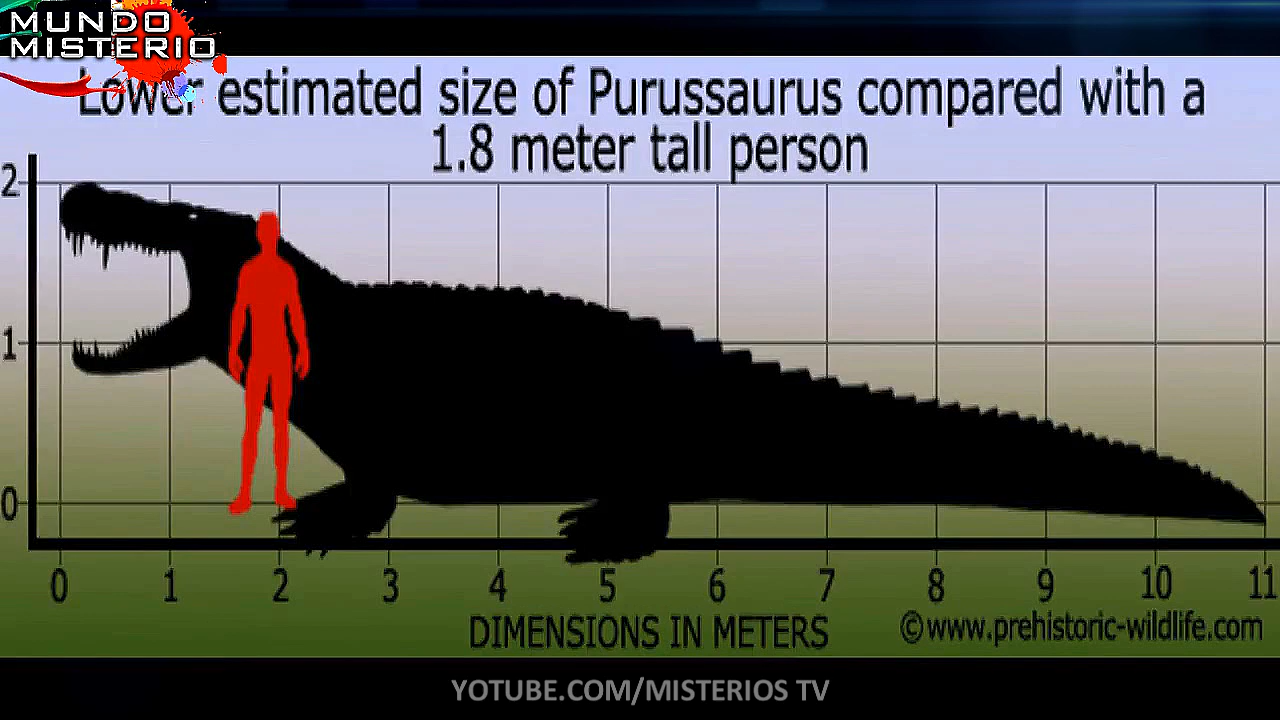 MUNDO
MISTERIO
Lower estimated size of Purussaurus compared with a
1.8 meter tall person
2
1
0
0 1 2 3 4 5 6 7 8 9 10 11
DIMENSIONS IN METERS
©www.prehistoric-wildlife.com
YOTUBE.COM/MISTERIOS TV